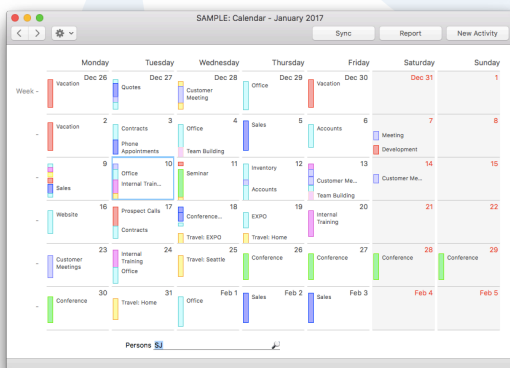 SAMPLE: Calendar - January 2017
Sync Report New Activity
Monday Tuesday Wednesday Thursday Friday Saturday Sunday
Week - Dec 26 Dec 27 Dec 28 Dec 29 Dec 30 Dec 31 1
Vacation Quotes Customer Meeting Office Vacation
- 2 3 4 5 6 7 8
Vacation Contracts Office Sales Accounts Meeting
Phone Appointments Team Building Development
- 9 10 11 12 13 14 15
Office Seminar Inventory Customer Me... Customer Me...
Sales Internal Train... Accounts Team Building
- 16 17 18 19 20 21 22
Website Prospect Calls Conference... EXPO Internal Training
Contracts Travel: EXPO Travel: Home
- 23 24 25 26 27 28 29
Customer Meetings Internal Training Travel: Seattle Conference Conference Conference Conference
Office
- 30 31 Feb 1 Feb 2 Feb 3 Feb 4 Feb 5
Conference Travel: Home Office Sales Sales
Persons SJ